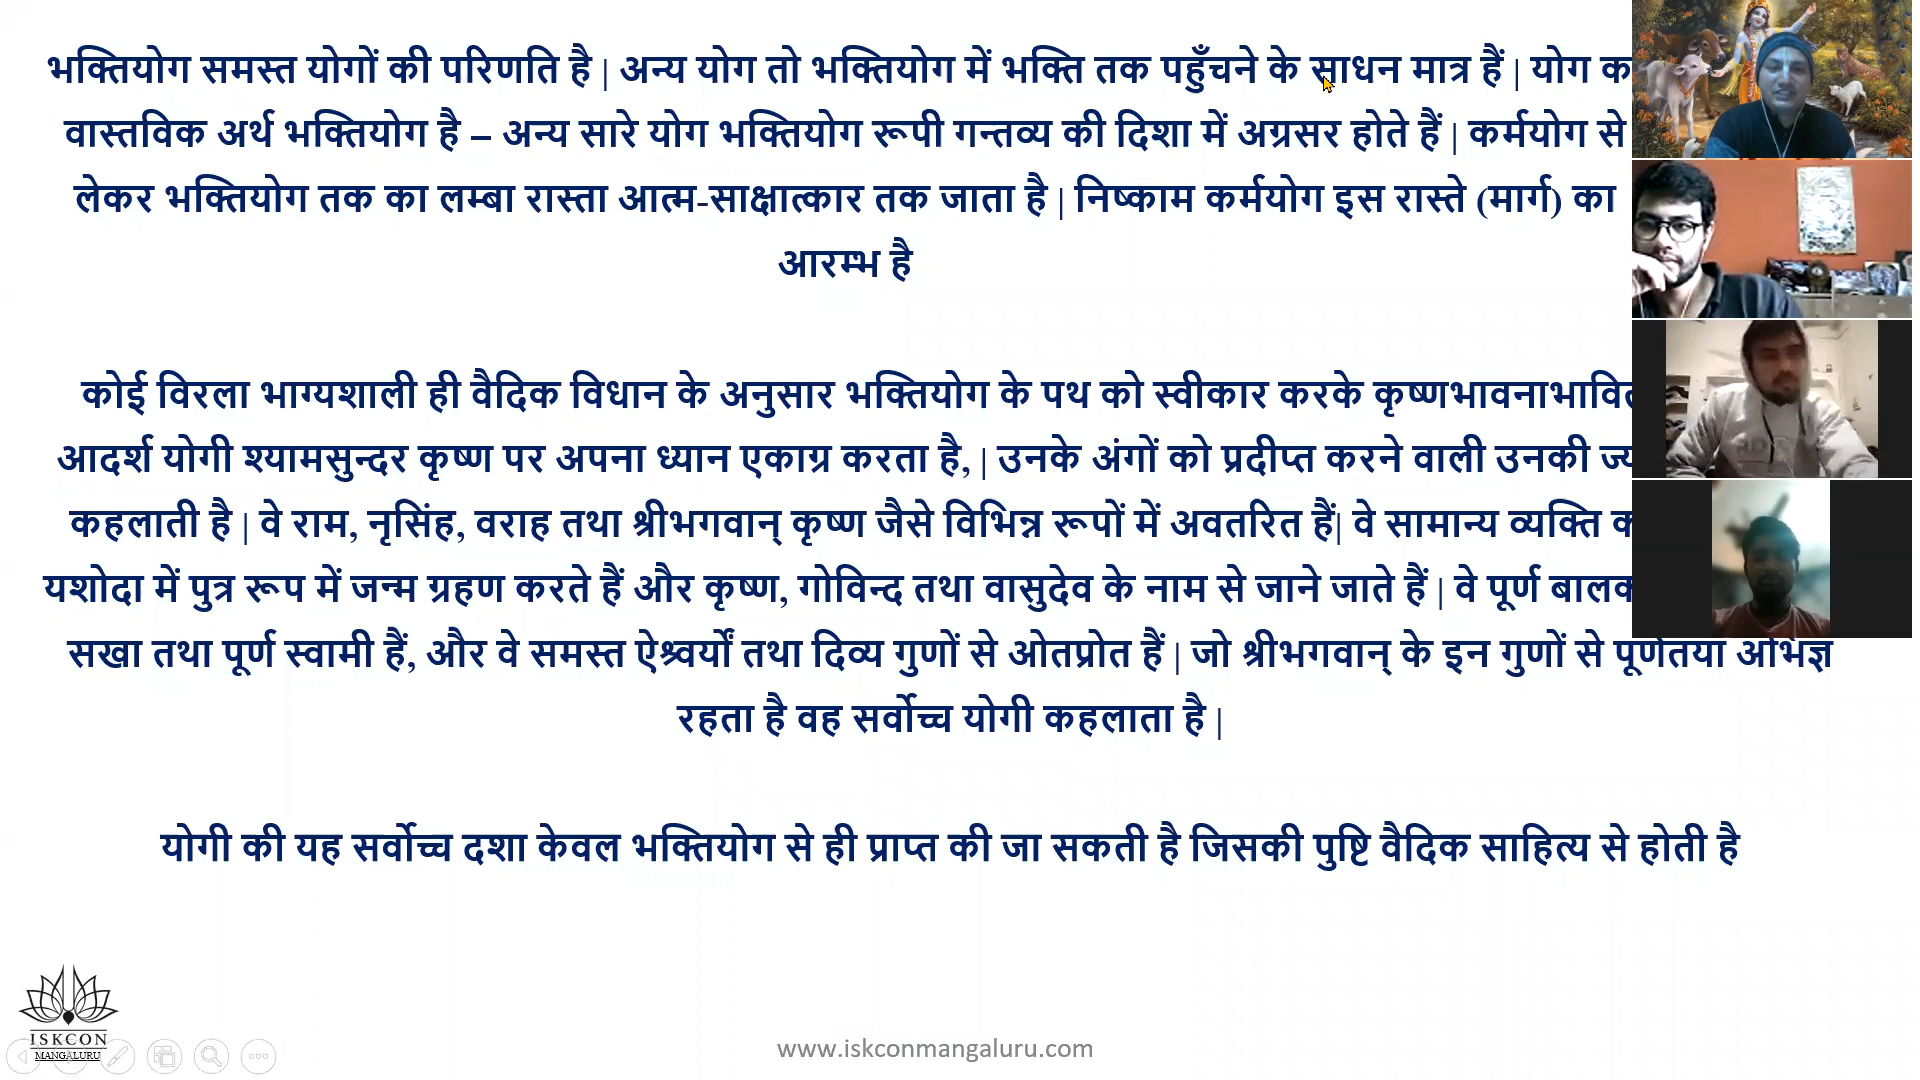 भक्तियोग समस्त योगों की परिणति है | अन्य योग तो भक्तियोग में भक्ति तक पहुँचने के साधन मात्र हैं | योग
वास्तविक अर्थ भक्तियोग है – अन्य सारे योग भक्तियोग रूपी गन्तव्य की दिशा में अग्रसर होते हैं | कर्मयोग से
लेकर भक्तियोग तक का लम्बा रास्ता आत्म-साक्षात्कार तक जाता है | निष्काम कर्मयोग इस रास्ते (मार्ग) का
आरम्भ है
कोई विरला भाग्यशाली ही वैदिक विधान के अनुसार भक्तियोग के पथ को स्वीकार करके
आदर्श योगी श्यामसुन्दर कृष्ण पर अपना ध्यान एकाग्र करता है, | उनके अंगों को प्रदीप्त करने वाली उनकी
कहलाती है | वे राम, नृसिंह, वराह तथा श्रीभगवान् कृष्ण जैसे विभिन्न रूपों में अवतरित हैं| वे सामान्य व्यक्ति
यशोदा में पुत्र रूप में जन्म ग्रहण करते हैं और कृष्ण, गोविन्द तथा वासुदेव के नाम से जाने जाते हैं | वे पूर्ण
सखा तथा पूर्ण स्वामी हैं, और वे समस्त ऐश्र्वर्यों तथा दिव्य गुणों से ओतप्रोत हैं | जो श्रीभगवान् के इन गुणों से पूर्णतया अभिज्ञ
रहता है वह सर्वोच्च योगी कहलाता है |
योगी की यह सर्वोच्च दशा केवल भक्तियोग से ही प्राप्त की जा सकती है जिसकी पुष्टि वैदिक साहित्य से होती है
ISKCON
MANGALURU
www.iskconmangaluru.com